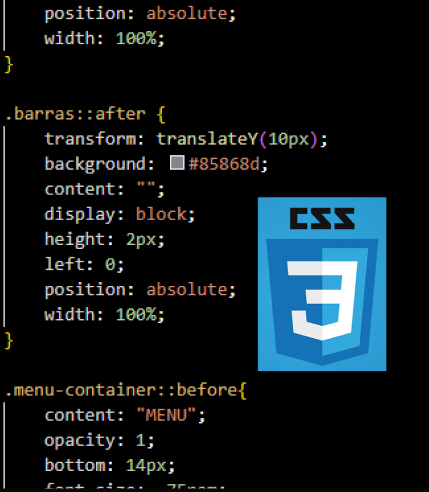 position: absolute;
width: 100%;
}
.barras::after {
transform: translateY(10px);
background: #85868d;
content: "";
display: block;
height: 2px;
left: 0;
position: absolute;
width: 100%;
}
CSS
3
.menu-container::before{
content: "MENU";
opacity: 1;
bottom: 14px;